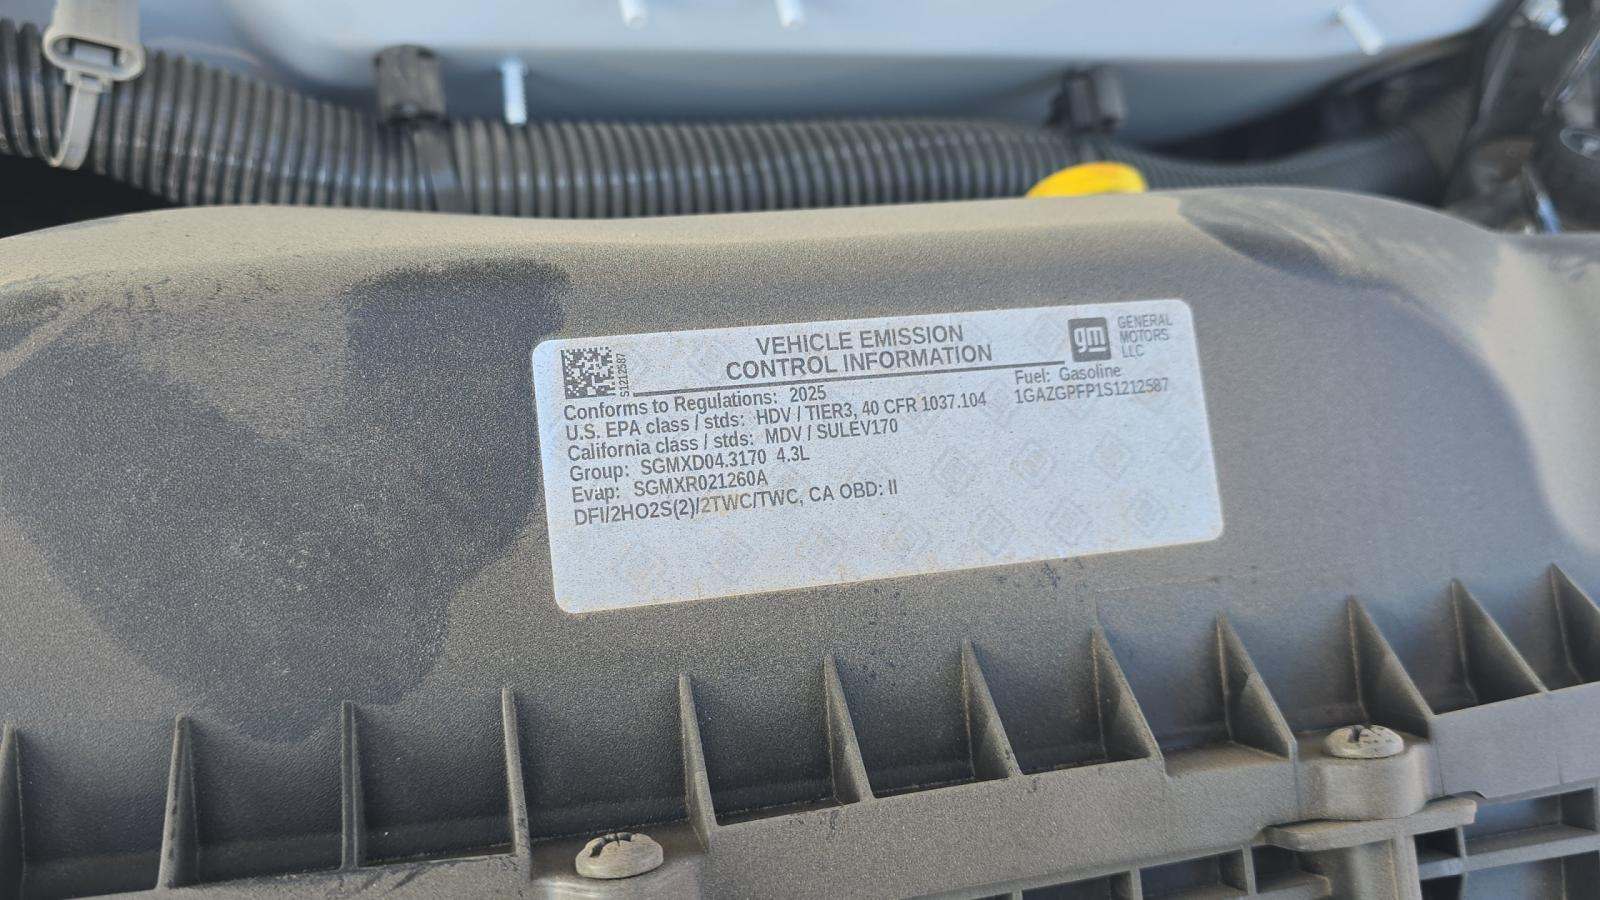 VEHICLE EMISSION
CONTROL INFORMATION
gm GENERAL
MOTORS
LLC
S1212587
Conforms to Regulations: 2025
Fuel: Gasoline
U.S. EPA class / stds: HDV / TIER3, 40 CFR 1037.104
1GAZGPFP1S1212587
California class / stds: MDV / SULEV170
Group: SGMXD04.3170 4.3L
Evap: SGMXR021260A
DFI/2HO2S(2)/2TWC/TWC, CA OBD: II